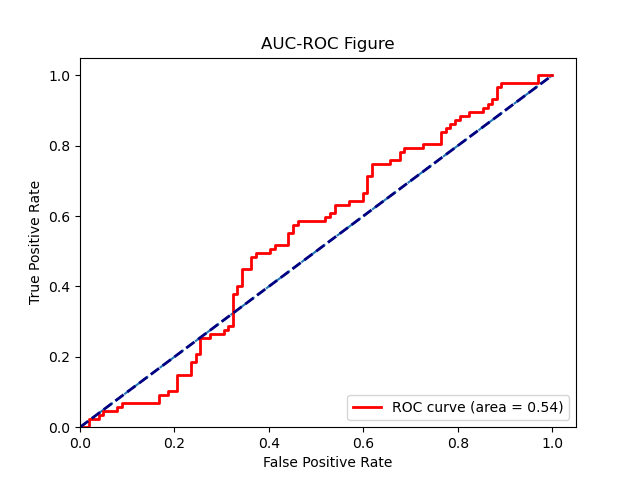 AUC-ROC Figure
1.0
0.8
0.6
0.4
0.2
0.0
True Positive Rate
ROC curve (area = 0.54)
0.0 0.2 0.4 0.6 0.8 1.0
False Positive Rate